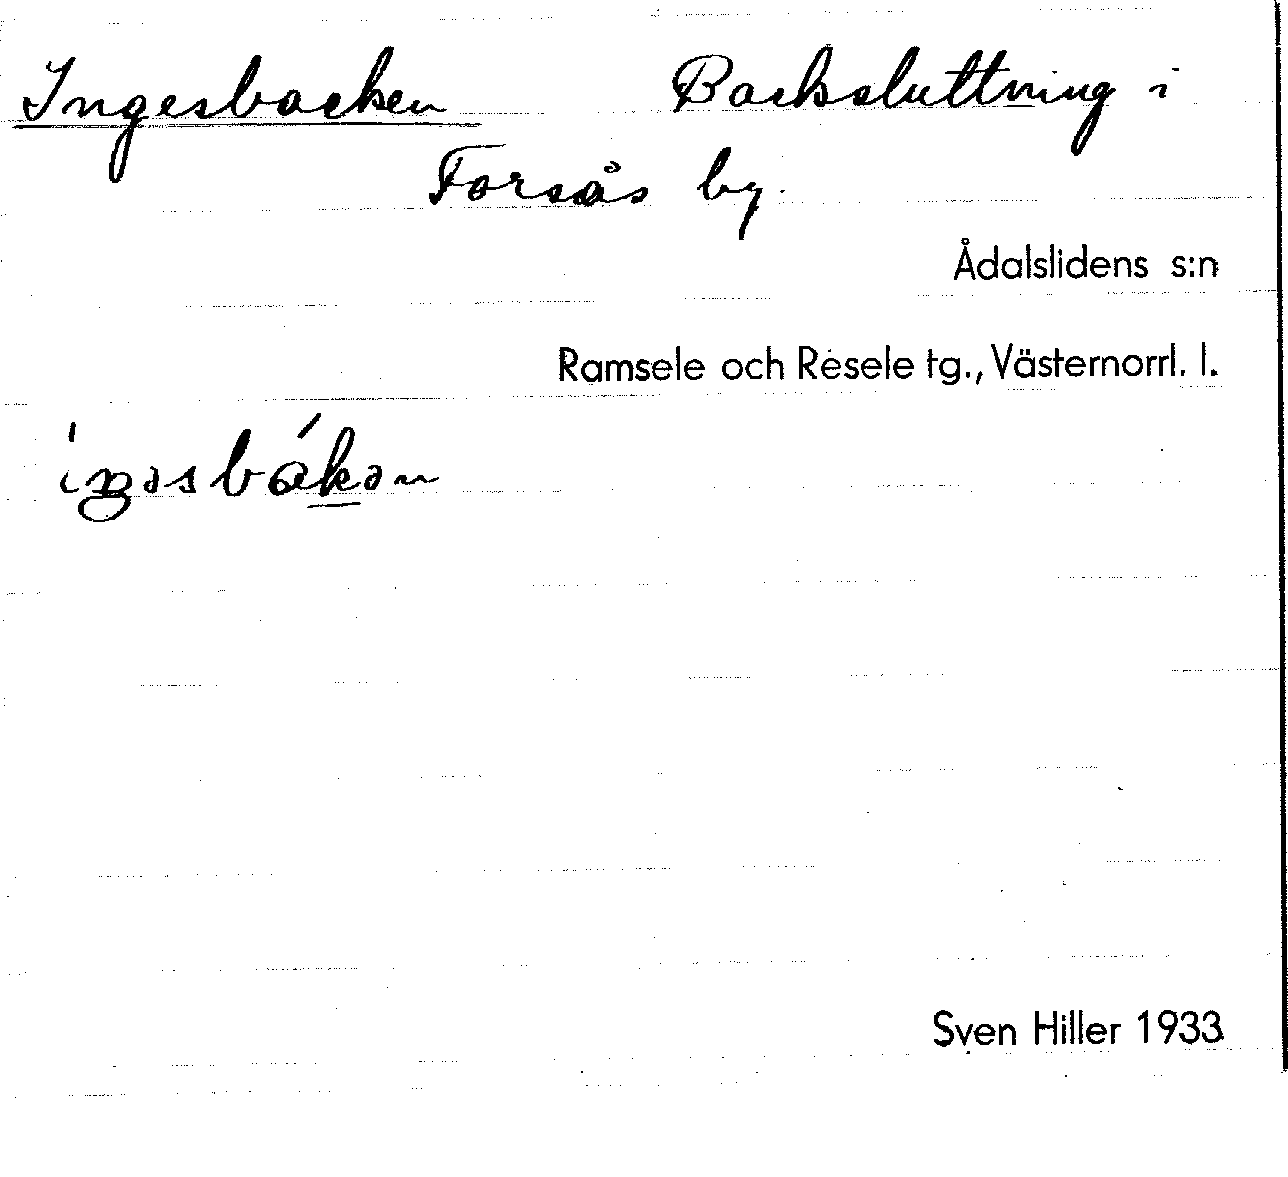 Ingesbacken Backsluttning i
Forsås by.
Ådalslidens s:n
Ramsele och Resele tg., Västernorrl. l.
Sven Hiller 1933